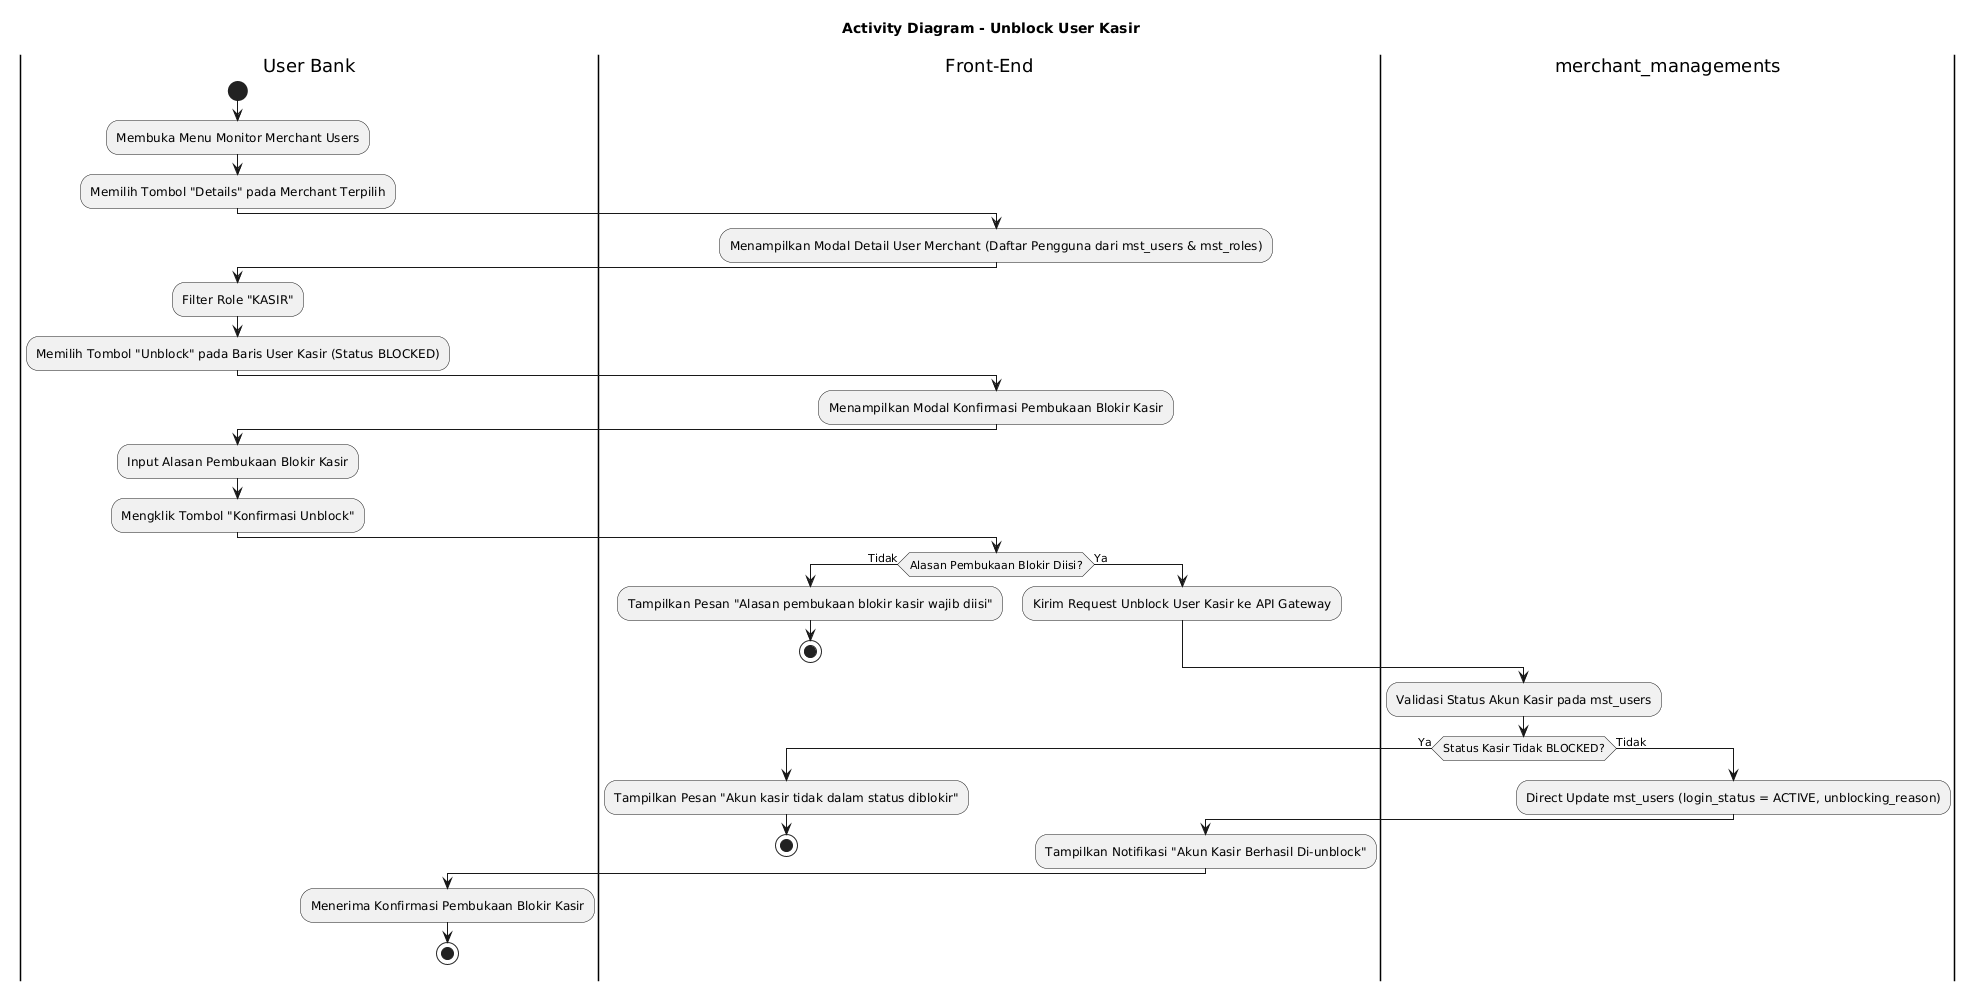 Activity Diagram - Unblock User Kasir
User Bank
Front-End
merchant_managements
Membuka Menu Monitor Merchant Users
Memilih Tombol "Details" pada Merchant Terpilih
Menampilkan Modal Detail User Merchant (Daftar Pengguna dari mst_users & mst_roles)
Filter Role "KASIR"
Memilih Tombol "Unblock" pada Baris User Kasir (Status BLOCKED)
Menampilkan Modal Konfirmasi Pembukaan Blokir Kasir
Input Alasan Pembukaan Blokir Kasir
Mengklik Tombol "Konfirmasi Unblock"
Tidak
Alasan Pembukaan Blokir Diisi?
Ya
Tampilkan Pesan "Alasan pembukaan blokir kasir wajib diisi"
Kirim Request Unblock User Kasir ke API Gateway
Validasi Status Akun Kasir pada mst_users
Ya
Status Kasir Tidak BLOCKED?
Tidak
Tampilkan Pesan "Akun kasir tidak dalam status diblokir"
Direct Update mst_users (login_status = ACTIVE, unblocking_reason)
Tampilkan Notifikasi "Akun Kasir Berhasil Di-unblock"
Menerima Konfirmasi Pembukaan Blokir Kasir